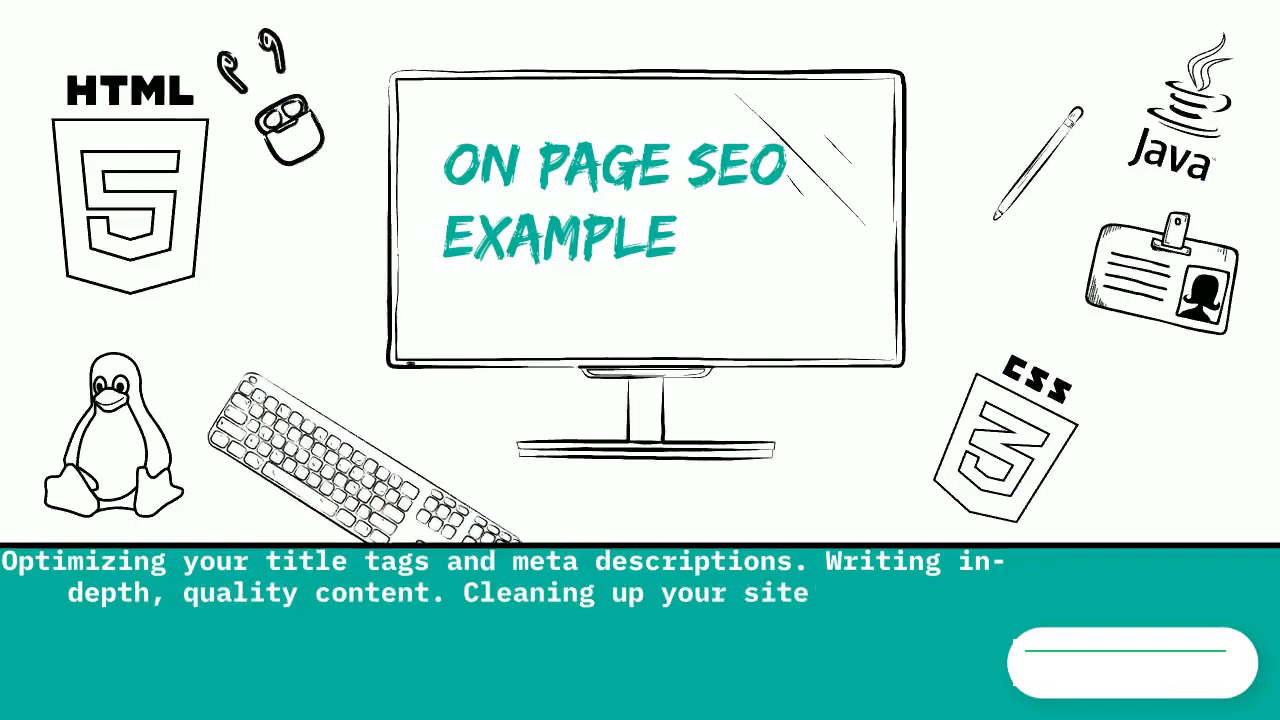 HTML
ON PAGE SEO
EXAMPLE
Java
CSS
Optimizing your title tags and meta descriptions. Writing in-
depth, quality content. Cleaning up your site